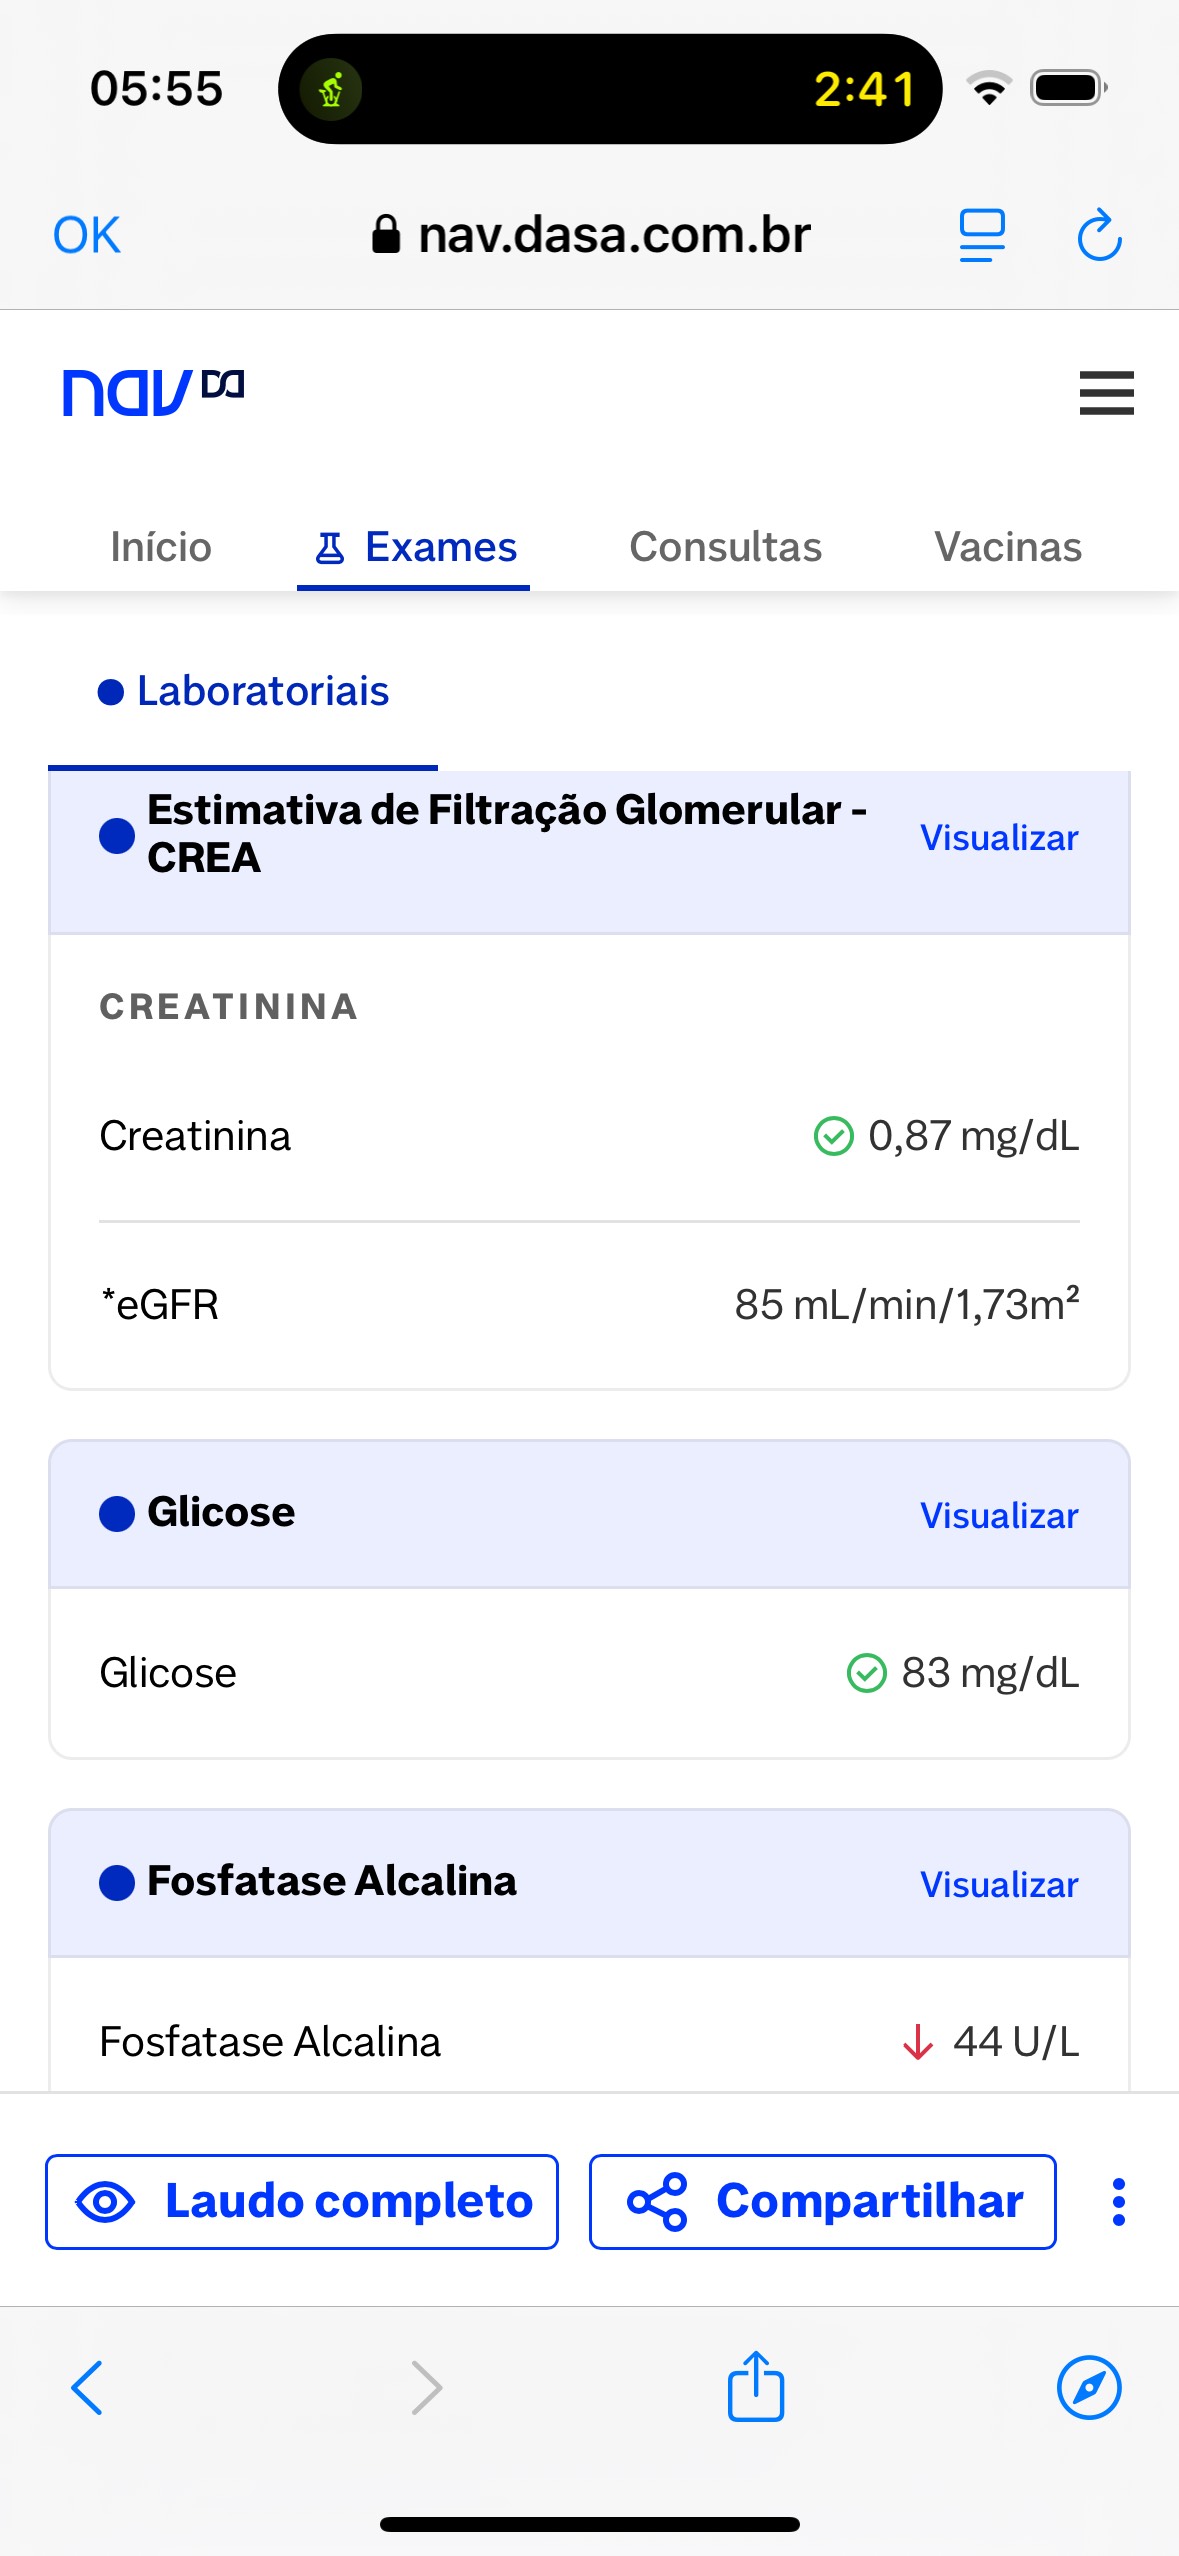 05:55
2:41
OK
nav.dasa.com.br
nav
Início
Exames
Consultas
Vacinas
Laboratoriais
Estimativa de Filtração Glomerular -
CREA
Visualizar
CREATININA
Creatinina
0,87 mg/dL
*eGFR
85 mL/min/1,73m²
Glicose
Visualizar
Glicose
83 mg/dL
Fosfatase Alcalina
Visualizar
Fosfatase Alcalina
↓ 44 U/L
Laudo completo
Compartilhar